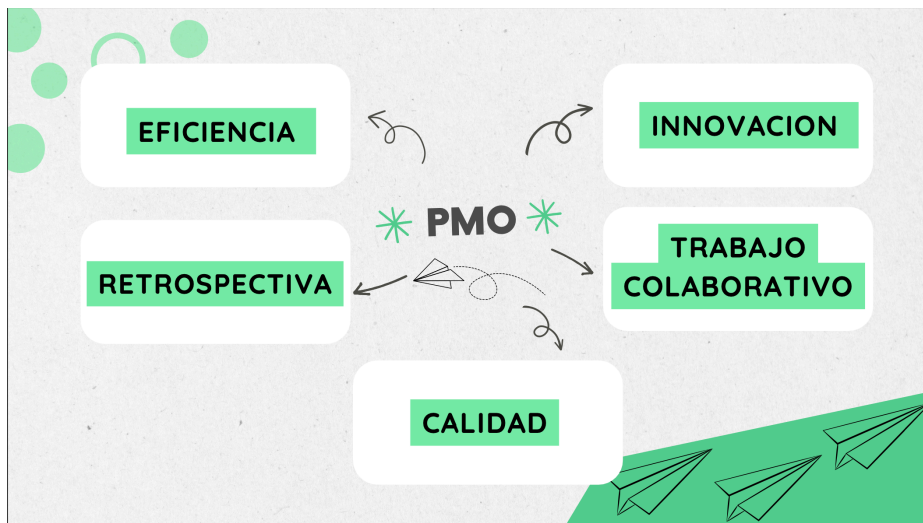 EFICIENCIA
INNOVACION
PMO
RETROSPECTIVA
TRABAJO
COLABORATIVO
CALIDAD